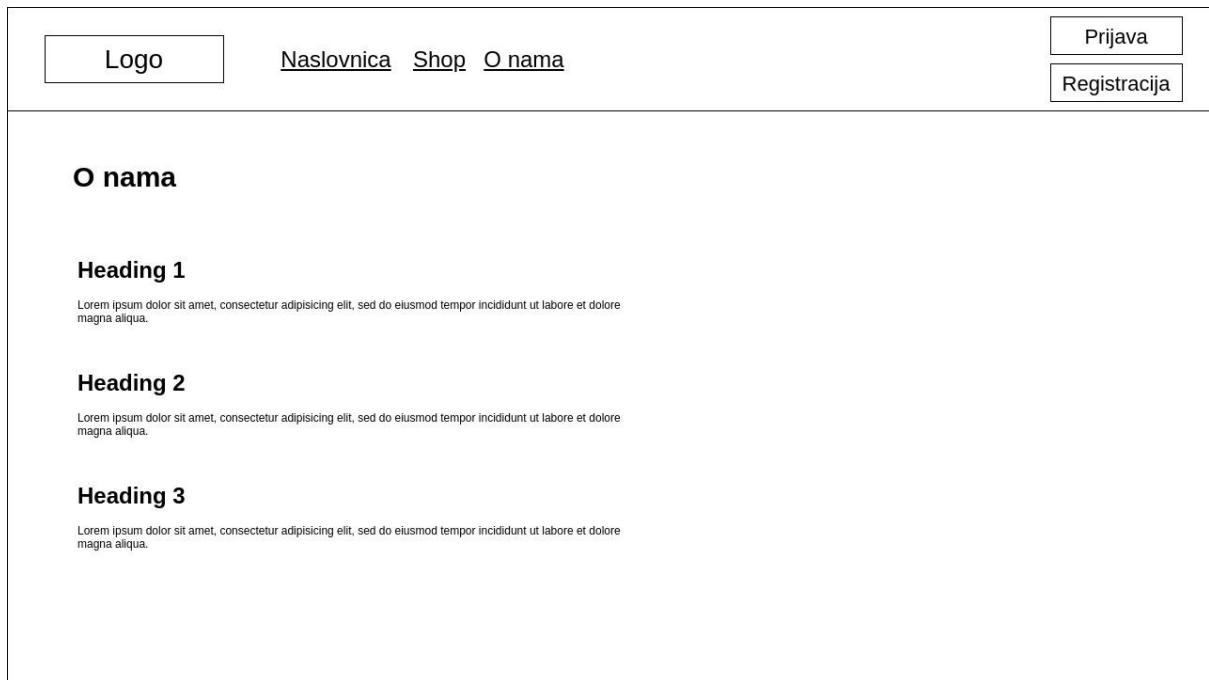 Logo
Naslovnica Shop O nama
Prijava
Registracija
O nama
Heading 1
Lorem ipsum dolor sit amet, consectetur adipisicing elit, sed do eiusmod tempor incididunt ut labore et dolore
magna aliqua.
Heading 2
Lorem ipsum dolor sit amet, consectetur adipisicing elit, sed do eiusmod tempor incididunt ut labore et dolore
magna aliqua.
Heading 3
Lorem ipsum dolor sit amet, consectetur adipisicing elit, sed do eiusmod tempor incididunt ut labore et dolore
magna aliqua.